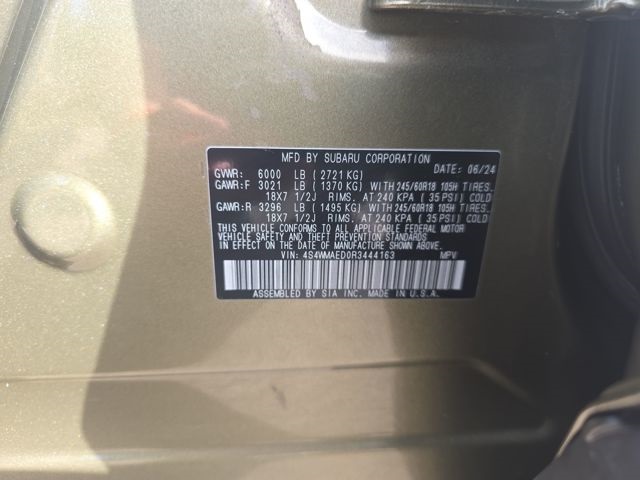 MFD BY SUBARU CORPORATION
DATE: 06/24
GVWR: 6000 LB (2721 KG)
GAWR:F 3021 LB (1370 KG) WITH 245/60R18 105H TIRES.
18X7 1/2J RIMS. AT 240 KPA (35 PSI) COLD
GAWR:R 3296 LB (1495 KG) WITH 245/60R18 105H TIRES.
18X7 1/2J RIMS. AT 240 KPA (35 PSI) COLD
THIS VEHICLE CONFORMS TO ALL APPLICABLE FEDERAL MOTOR
VEHICLE SAFETY AND THEFT PREVENTION STANDARDS IN EFFECT ON
THE DATE OF MANUFACTURE SHOWN ABOVE.
VIN: 4S4WMAED0R3444163 MPV
ASSEMBLED BY SIA INC. MADE IN U.S.A.